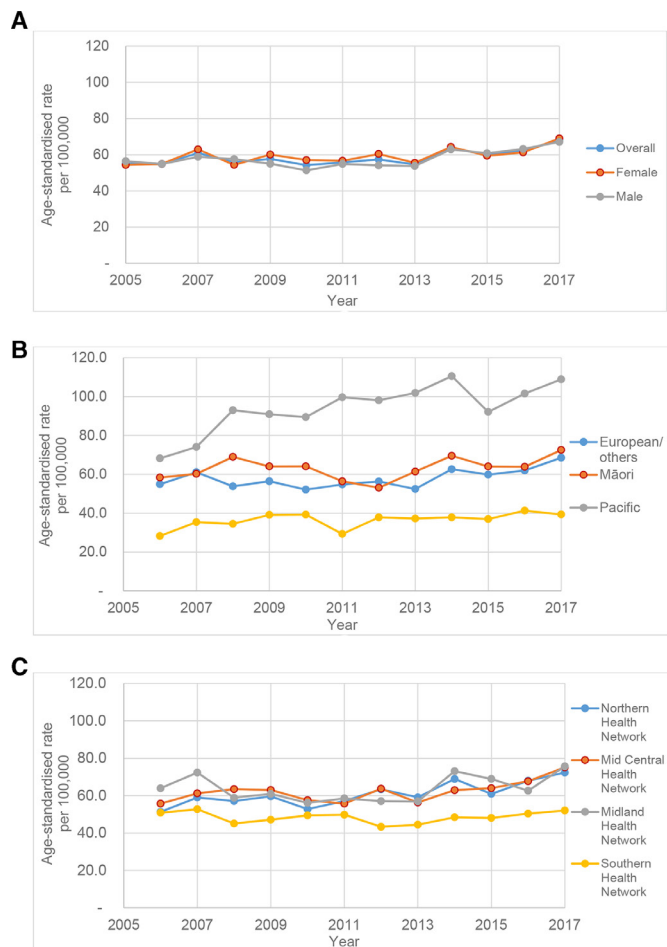 A
120
100
80
60
40
20
-
Age-standardised rate
per 100,000
2005 2007 2009 2011 2013 2015 2017
Year
Overall
Female
Male
B
120.0
100.0
80.0
60.0
40.0
20.0
-
Age-standardised rate
per 100,000
2005 2007 2009 2011 2013 2015 2017
Year
European/
others
Māori
Pacific
C
120.0
100.0
80.0
60.0
40.0
20.0
-
Age-standardised rate
per 100,000
2005 2007 2009 2011 2013 2015 2017
Year
Northern
Health
Network
Mid Central
Health
Network
Midland
Health
Network
Southern
Health
Network